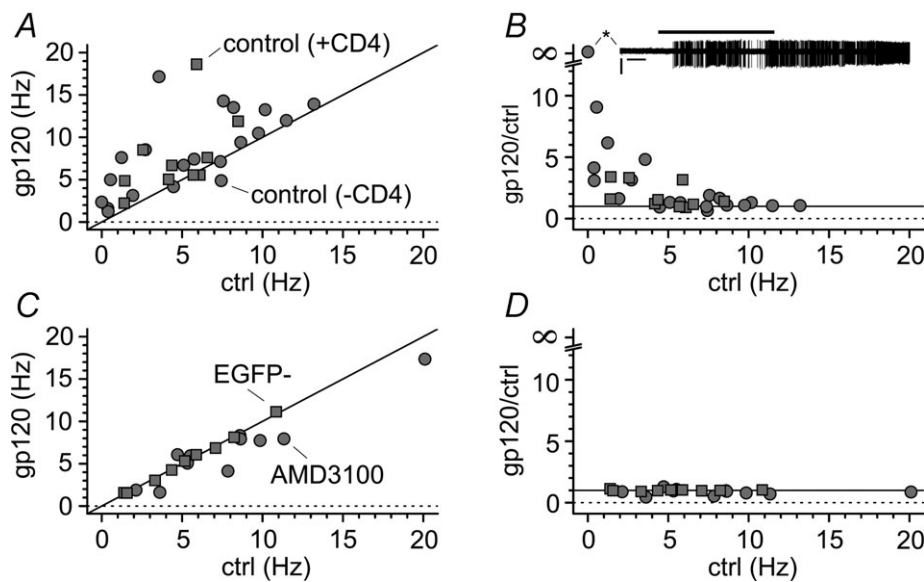 A
20
15
10
5
0
gp120 (Hz)
control (+CD4)
control (-CD4)
0 5 10 15 20
ctrl (Hz)
B
∞
*
10
5
0
gp120/ctrl
0 5 10 15 20
ctrl (Hz)
C
20
15
10
5
0
gp120 (Hz)
EGFP-
AMD3100
0 5 10 15 20
ctrl (Hz)
D
∞
10
5
0
gp120/ctrl
0 5 10 15 20
ctrl (Hz)